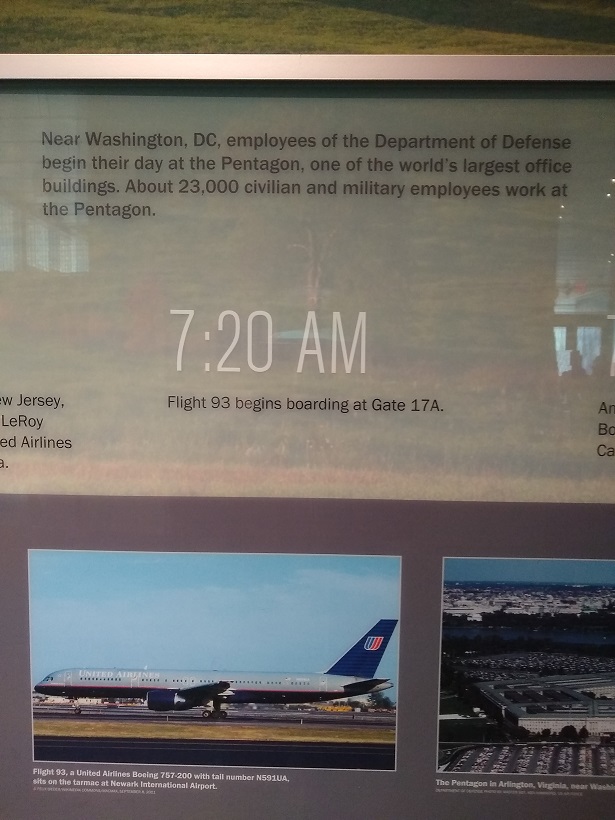 Near Washington, DC, employees of the Department of Defense
begin their day at the Pentagon, one of the world's largest office
buildings. About 23,000 civilian and military employees work at
the Pentagon.
7:20 AM
Flight 93 begins boarding at Gate 17A.
ew Jersey,
LeRoy
ed Airlines
a.
An
Bo
Ca
UNITED AIRLINES
Flight 93, a United Airlines Boeing 757-200 with tail number N591UA,
sits on the tarmac at Newark International Airport.
The Pentagon in Arlington, Virginia, near Washi